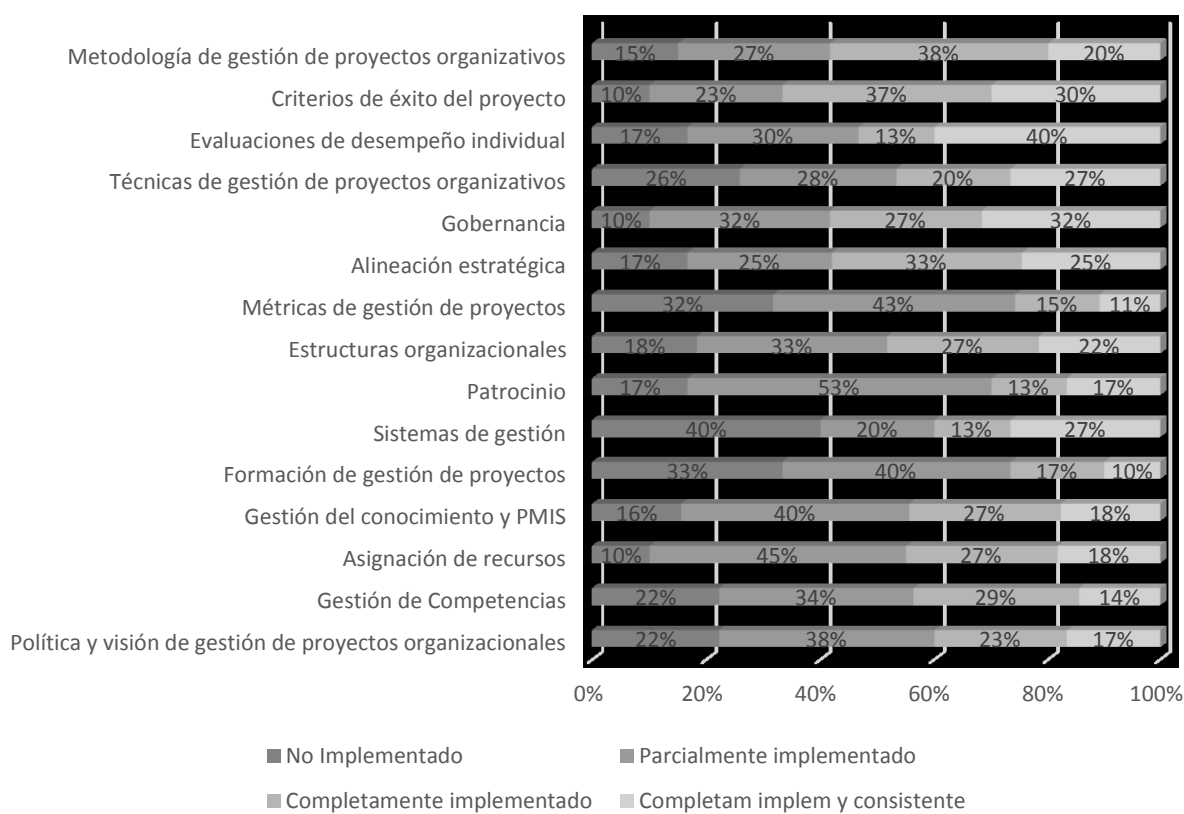 Metodología de gestión de proyectos organizativos 15% 27% 38% 20%
Criterios de éxito del proyecto 10% 23% 37% 30%
Evaluaciones de desempeño individual 17% 30% 13% 40%
Técnicas de gestión de proyectos organizativos 26% 28% 20% 27%
Gobernancia 10% 32% 27% 32%
Alineación estratégica 17% 25% 33% 25%
Métricas de gestión de proyectos 32% 43% 15% 11%
Estructuras organizacionales 18% 33% 27% 22%
Patrocinio 17% 53% 13% 17%
Sistemas de gestión 40% 20% 13% 27%
Formación de gestión de proyectos 33% 40% 17% 10%
Gestión del conocimiento y PMIS 16% 40% 27% 18%
Asignación de recursos 10% 45% 27% 18%
Gestión de Competencias 22% 34% 29% 14%
Política y visión de gestión de proyectos organizacionales 22% 38% 23% 17%
0% 20% 40% 60% 80% 100%
No Implementado Parcialmente implementado
Completamente implementado Completam implem y consistente